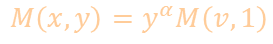 M(x, y) = y^α M(v, 1)